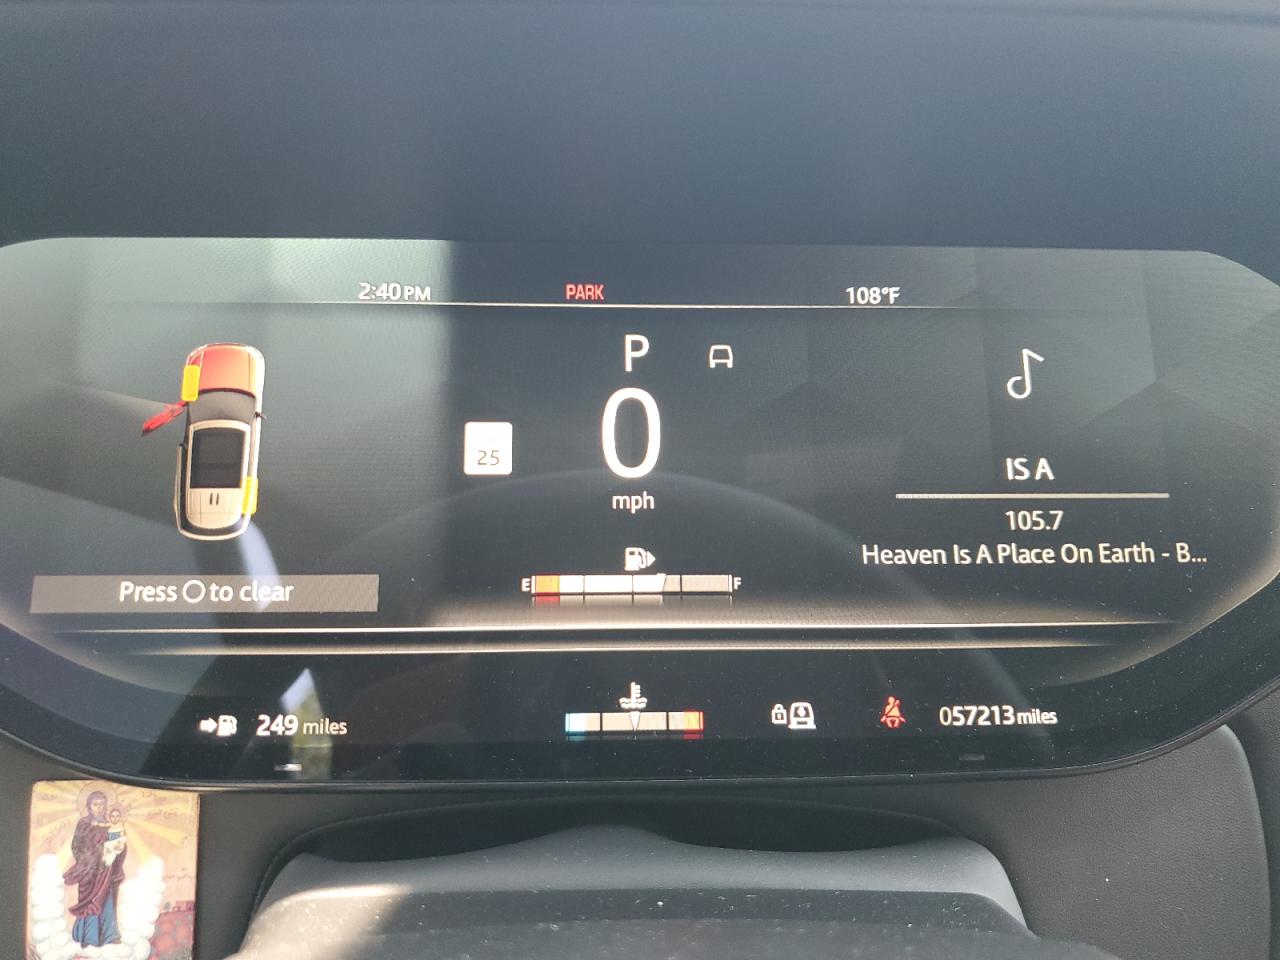 2:40 PM
PARK
108°F
P
0
mph
25
IS A
105.7
Heaven Is A Place On Earth - B...
E
F
Press O to clear
249 miles
057213 miles